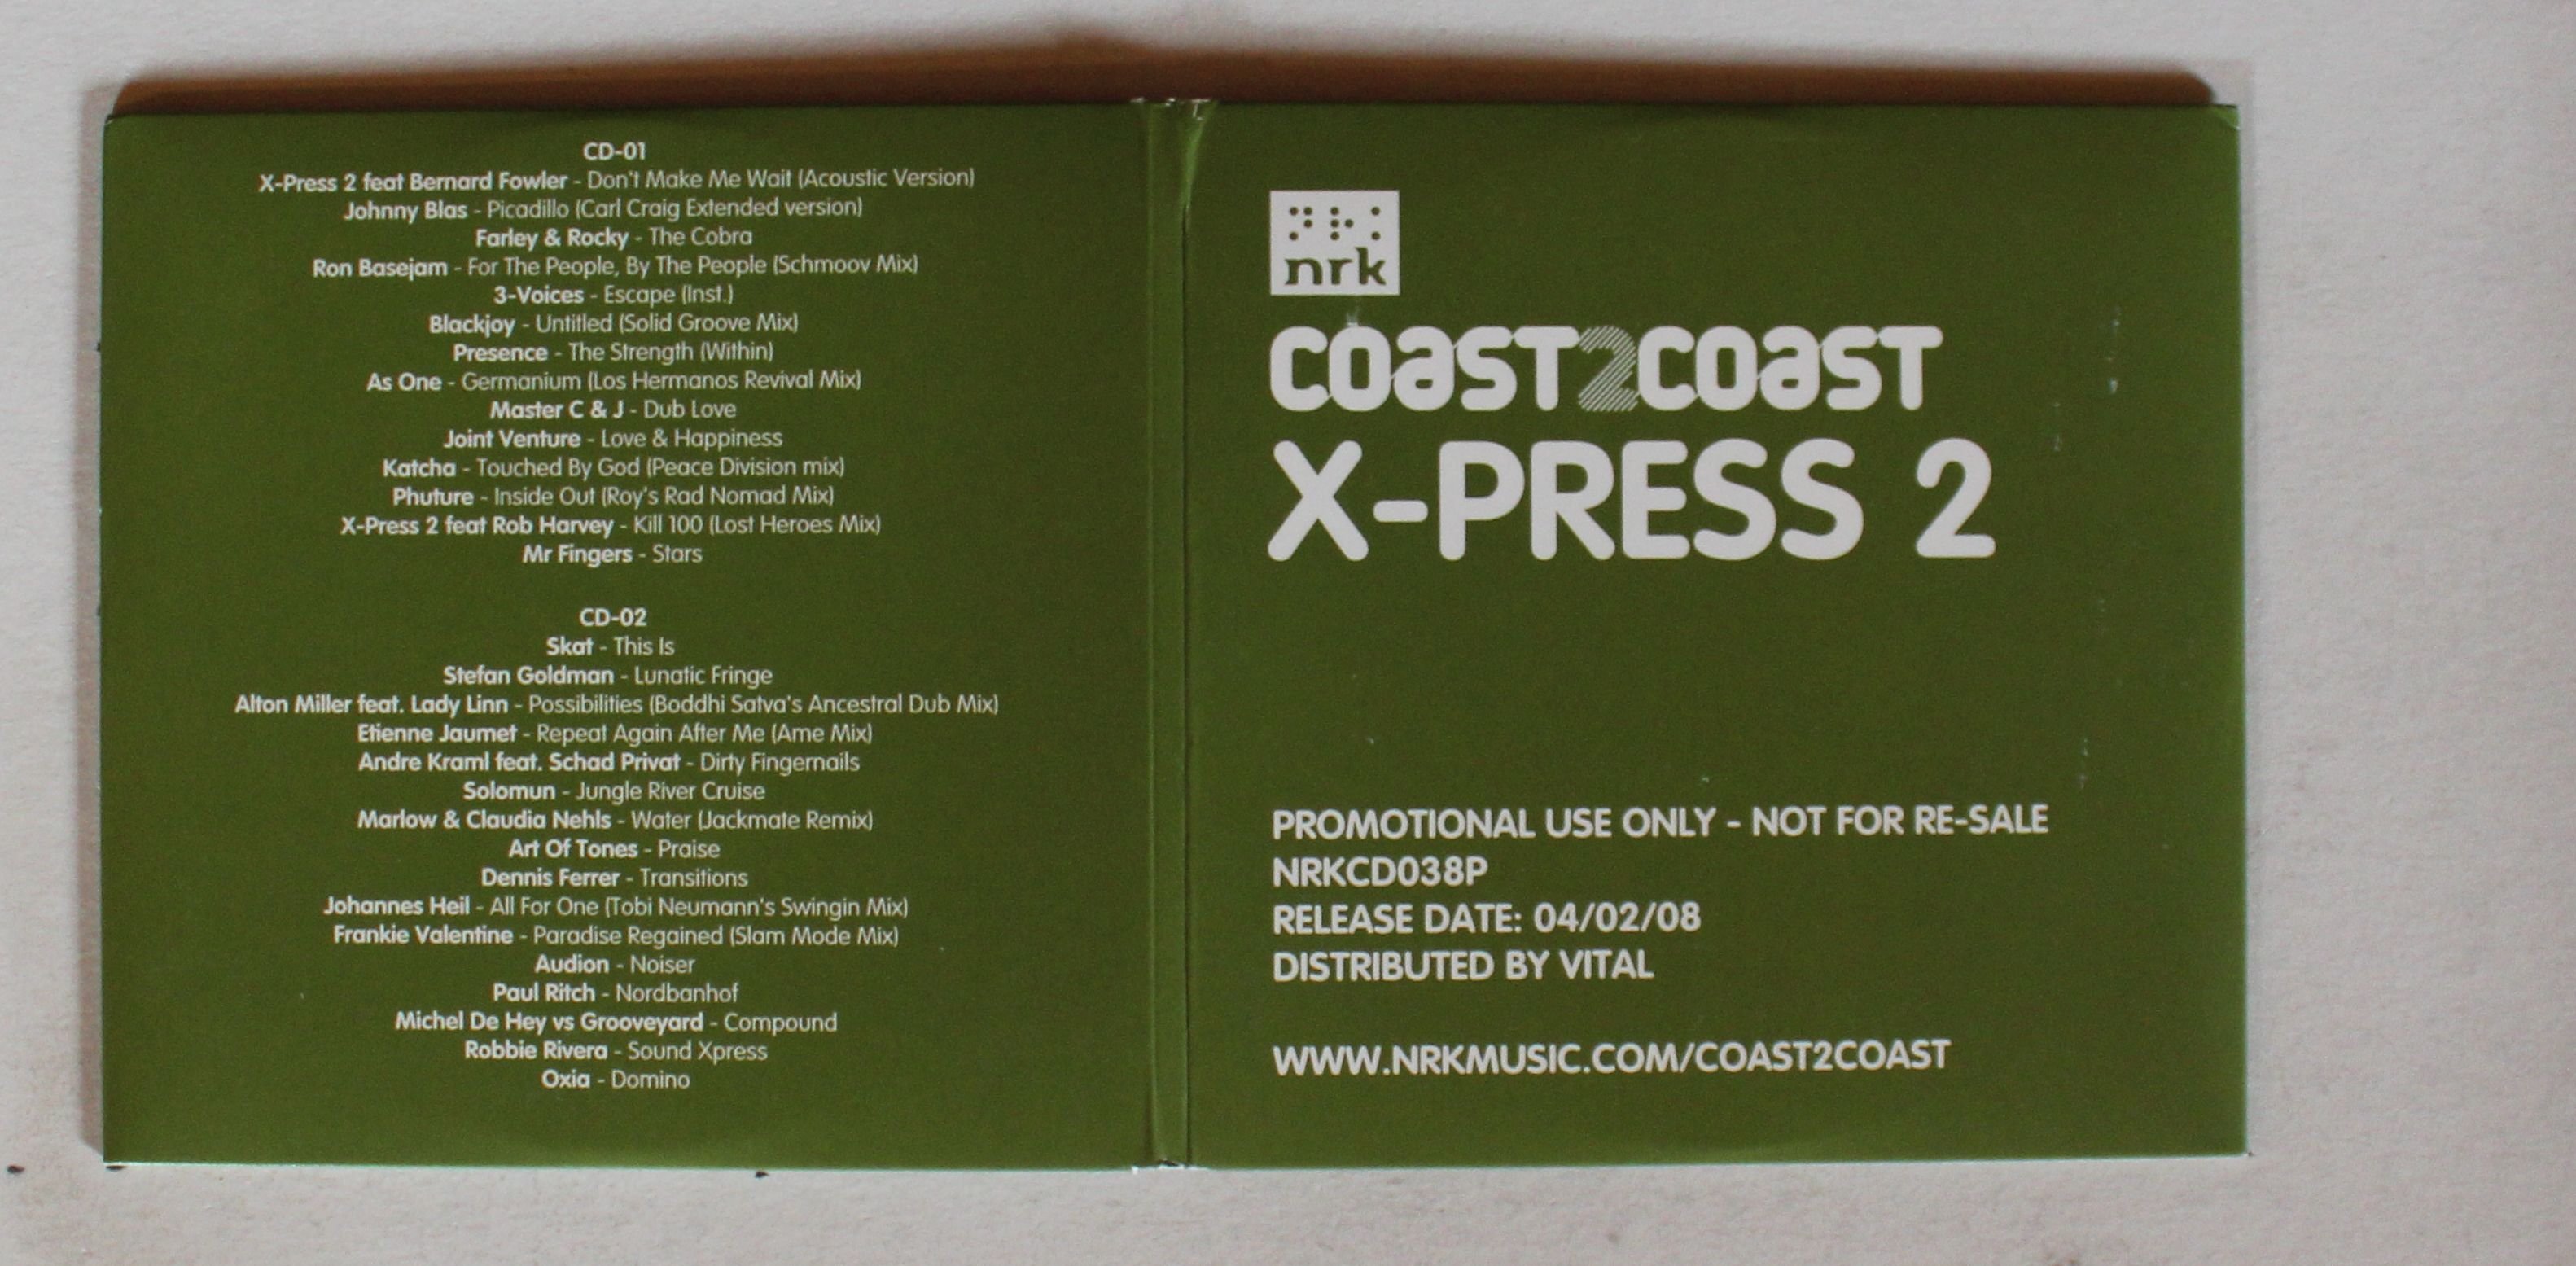 CD-01
X-Press 2 feat Bernard Fowler - Don't Make Me Wait (Acoustic Version)
Johnny Blas - Picadillo (Carl Craig Extended version)
Farley & Rocky - The Cobra
Ron Basejam - For The People, By The People (Schmoov Mix)
3-Voices - Escape (Inst.)
Blackjoy - Untitled (Solid Groove Mix)
Presence - The Strength (Within)
As One - Germanium (Los Hermanos Revival Mix)
Master C & J - Dub Love
Joint Venture - Love & Happiness
Katcha - Touched By God (Peace Division mix)
Phuture - Inside Out (Roy's Rad Nomad Mix)
X-Press 2 feat Rob Harvey - Kill 100 (Lost Heroes Mix)
Mr Fingers - Stars
CD-02
Skat - This Is
Stefan Goldman - Lunatic Fringe
Alton Miller feat. Lady Linn - Possibilities (Boddhi Satva's Ancestral Dub Mix)
Etienne Jaumet - Repeat Again After Me (Ame Mix)
Andre Kraml feat. Schad Privat - Dirty Fingernails
Solomun - Jungle River Cruise
Marlow & Claudia Nehls - Water (Jackmate Remix)
Art Of Tones - Praise
Dennis Ferrer - Transitions
Johannes Heil - All For One (Tobi Neumann's Swingin Mix)
Frankie Valentine - Paradise Regained (Slam Mode Mix)
Audion - Noiser
Paul Ritch - Nordbanhof
Michel De Hey vs Grooveyard - Compound
Robbie Rivera - Sound Xpress
Oxia - Domino
nrk
coast2coast
X-PRESS 2
PROMOTIONAL USE ONLY - NOT FOR RE-SALE
NRKCD038P
RELEASE DATE: 04/02/08
DISTRIBUTED BY VITAL
WWW.NRKMUSIC.COM/COAST2COAST